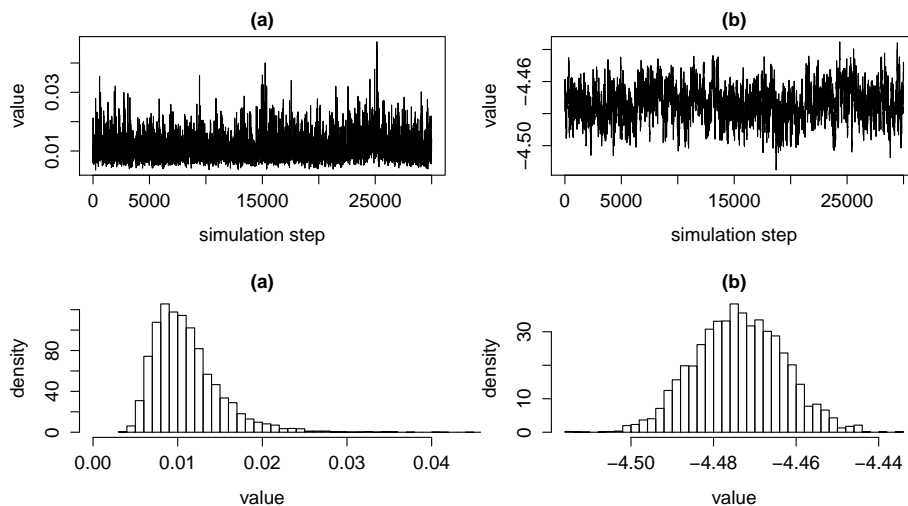 (a)
value
0.01
0.03
0
5000
15000
25000
simulation step
(b)
value
−4.50
−4.46
0
5000
15000
25000
simulation step
(a)
density
0
40
80
0.00
0.01
0.02
0.03
0.04
value
(b)
density
0
10
30
−4.50
−4.48
−4.46
−4.44
value